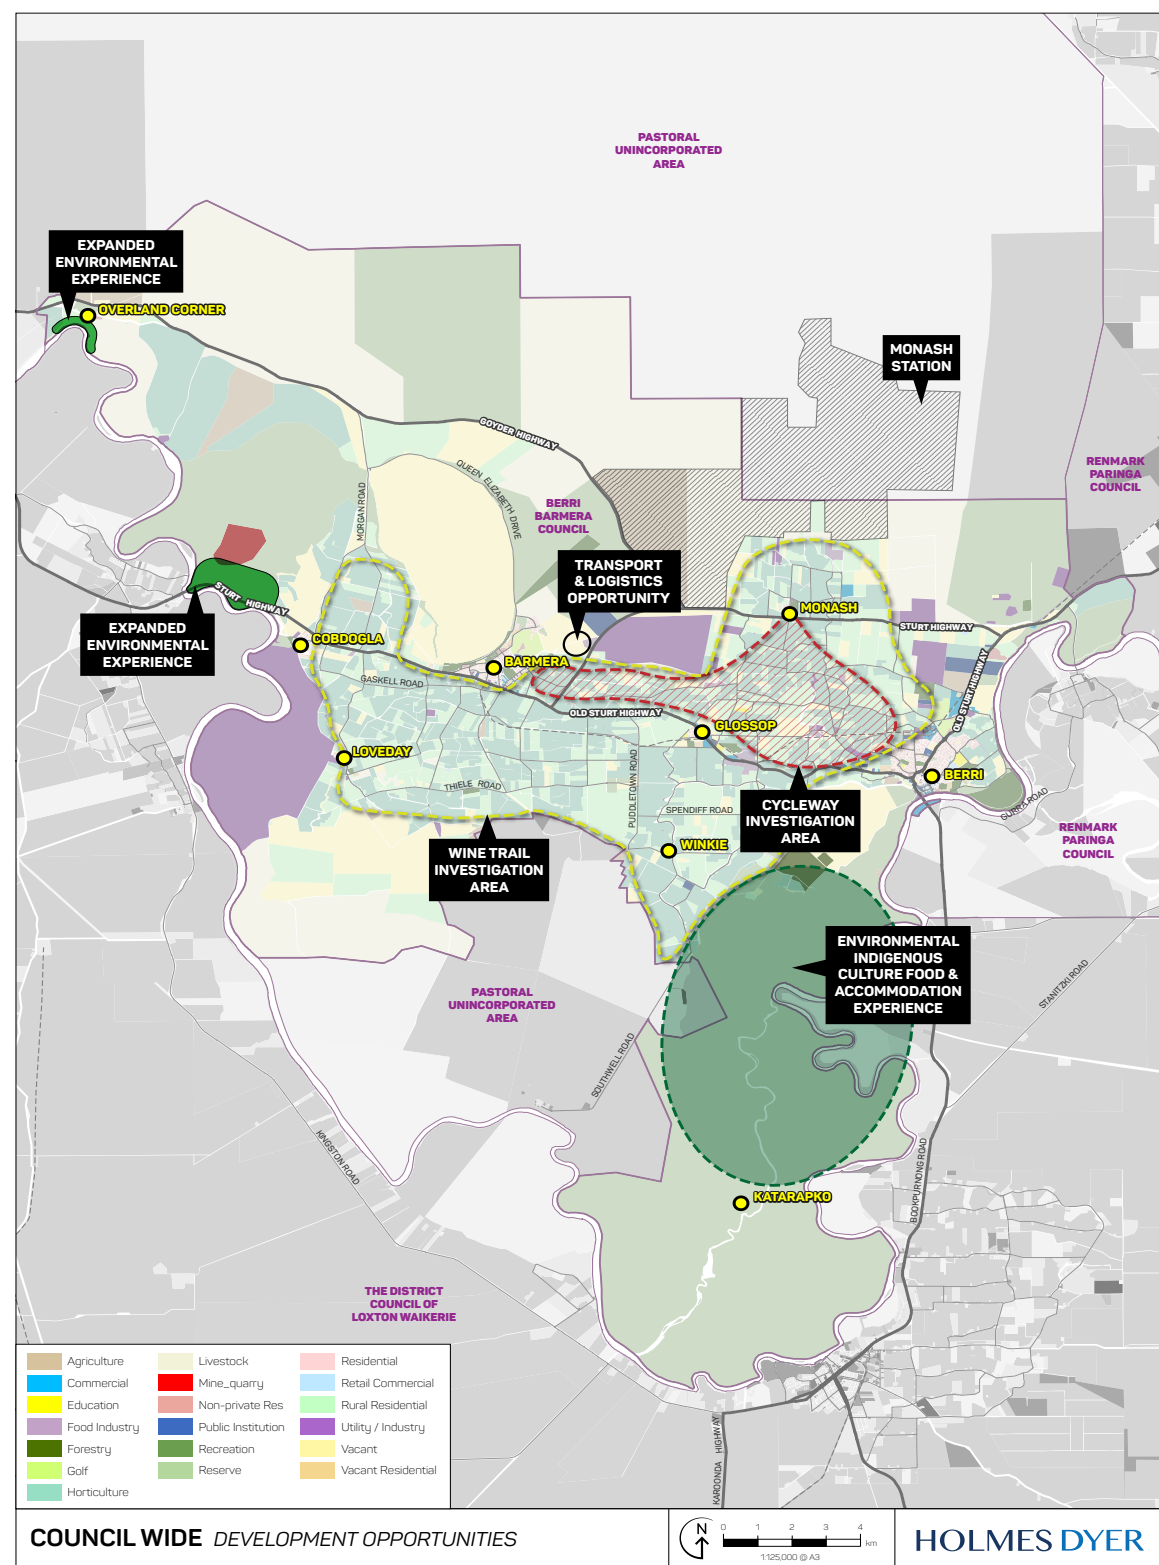 PASTORAL
UNINCORPORATED
AREA
EXPANDED
ENVIRONMENTAL
EXPERIENCE
OVERLAND CORNER
MONASH
STATION
GOYDER HIGHWAY
QUEEN ELIZABETH DRIVE
MORGAN ROAD
BERRI
BARMERA
COUNCIL
RENMARK
PARINGA
COUNCIL
TRANSPORT
& LOGISTICS
OPPORTUNITY
STURT HIGHWAY
MONASH
STURT HIGHWAY
EXPANDED
ENVIRONMENTAL
EXPERIENCE
COBDOGLA
BARMERA
GASKELL ROAD
OLD STURT HIGHWAY
OLD STURT HIGHWAY
GLOSSOP
LOVEDAY
BERRI
THIELE ROAD
PUDDLETOWN ROAD
SPENDIFF ROAD
CURRA ROAD
CYCLEWAY
INVESTIGATION
AREA
WINKIE
WINE TRAIL
INVESTIGATION
AREA
RENMARK
PARINGA
COUNCIL
ENVIRONMENTAL
INDIGENOUS
CULTURE FOOD &
ACCOMMODATION
EXPERIENCE
STANITZKI ROAD
PASTORAL
UNINCORPORATED
AREA
SOUTHWELL ROAD
KINGSTON ROAD
BOOKPURNONG ROAD
KATARAPKO
THE DISTRICT
COUNCIL OF
LOXTON WAIKERIE
KAROONDA HIGHWAY
Agriculture
Commercial
Education
Food Industry
Forestry
Golf
Horticulture
Livestock
Mine_quarry
Non-private Res
Public Institution
Recreation
Reserve
Residential
Retail Commercial
Rural Residential
Utility / Industry
Vacant
Vacant Residential
COUNCIL WIDE DEVELOPMENT OPPORTUNITIES
N
0 1 2 3 4
km
1:125,000 @ A3
HOLMES DYER